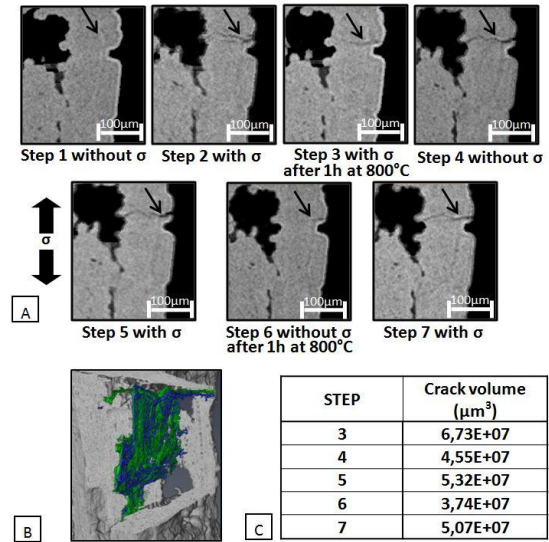 100µm
100µm
100µm
100µm
Step 1 without σ
Step 2 with σ
Step 3 with σ
after 1h at 800°C
Step 4 without σ
σ
100µm
100µm
100µm
A
Step 5 with σ
Step 6 without σ
after 1h at 800°C
Step 7 with σ
B
C
STEP
Crack volume
(µm³)
3
6,73E+07
4
4,55E+07
5
5,32E+07
6
3,74E+07
7
5,07E+07